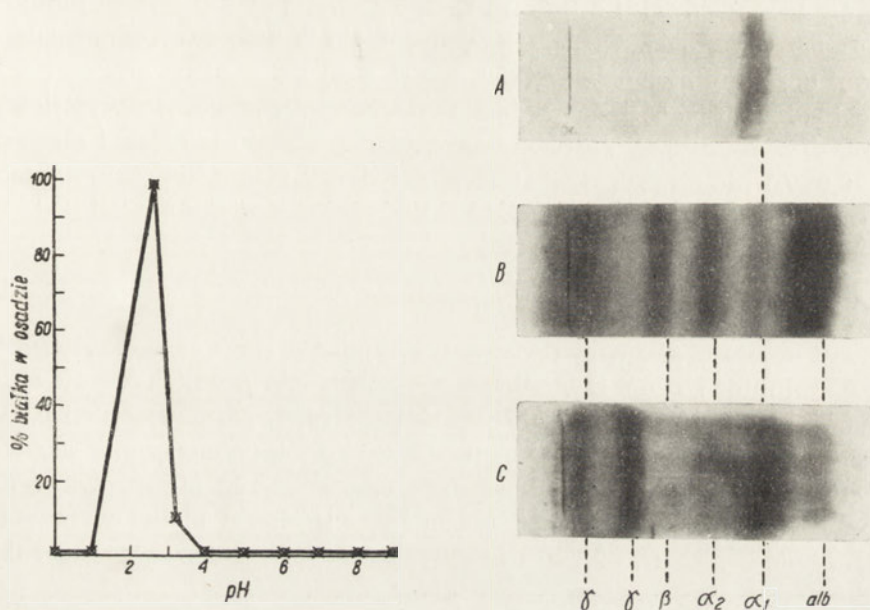 % białka w osadzie
100
80
60
40
20
2 4 6 8
pH
A
B
C
γ γ β α₂ α₁ alb